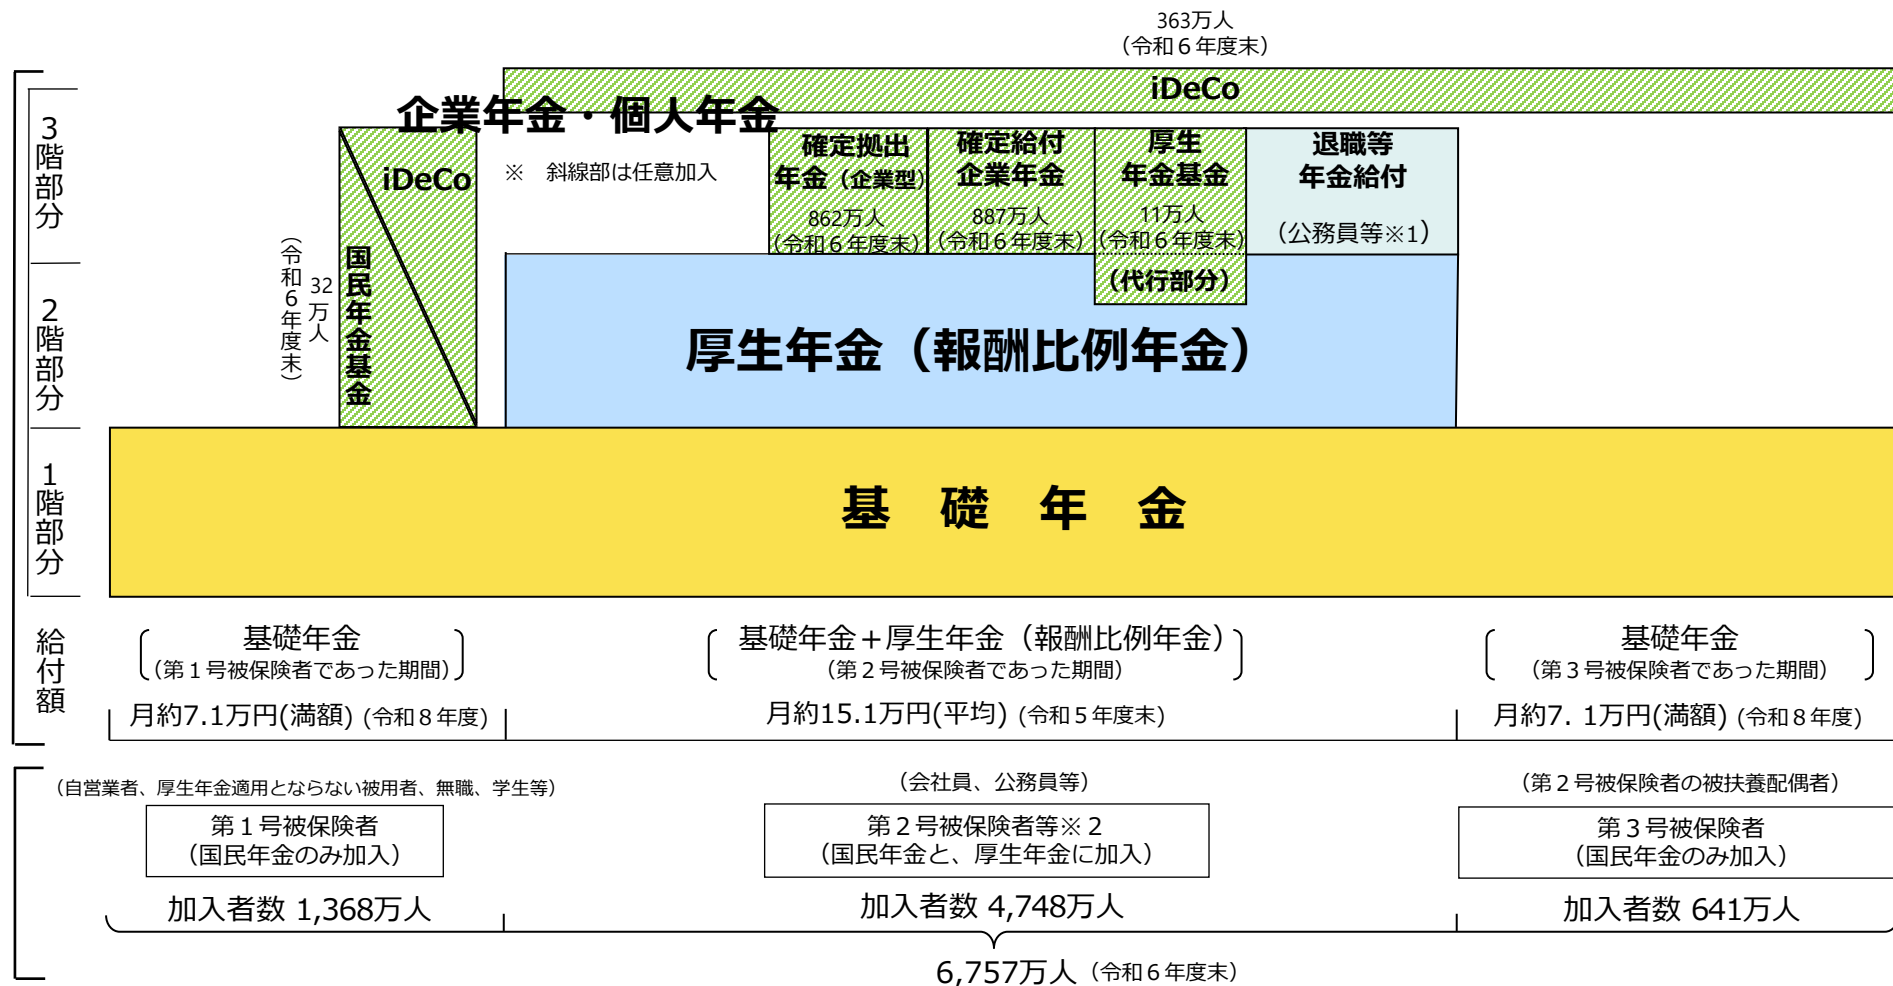 363万人
（令和６年度末）
iDeCo
企業年金・個人年金
※　斜線部は任意加入
3階部分
2階部分
1階部分
給付額
iDeCo
国民年金基金
32万人
（令和６年度末）
確定拠出
年金（企業型）
862万人
（令和６年度末）
確定給付
企業年金
887万人
（令和６年度末）
厚生
年金基金
11万人
（令和６年度末）
（代行部分）
退職等
年金給付
（公務員等※1）
厚生年金（報酬比例年金）
基　礎　年　金
基礎年金
（第１号被保険者であった期間）
月約7.1万円(満額) (令和８年度)
基礎年金＋厚生年金（報酬比例年金）
（第２号被保険者であった期間）
月約15.1万円(平均) (令和５年度末)
基礎年金
（第３号被保険者であった期間）
月約7. 1万円(満額) (令和８年度)
（自営業者、厚生年金適用とならない被用者、無職、学生等）
第１号被保険者
（国民年金のみ加入）
加入者数 1,368万人
（会社員、公務員等）
第２号被保険者等※２
（国民年金と、厚生年金に加入）
加入者数 4,748万人
（第２号被保険者の被扶養配偶者）
第３号被保険者
（国民年金のみ加入）
加入者数 641万人
6,757万人（令和６年度末）